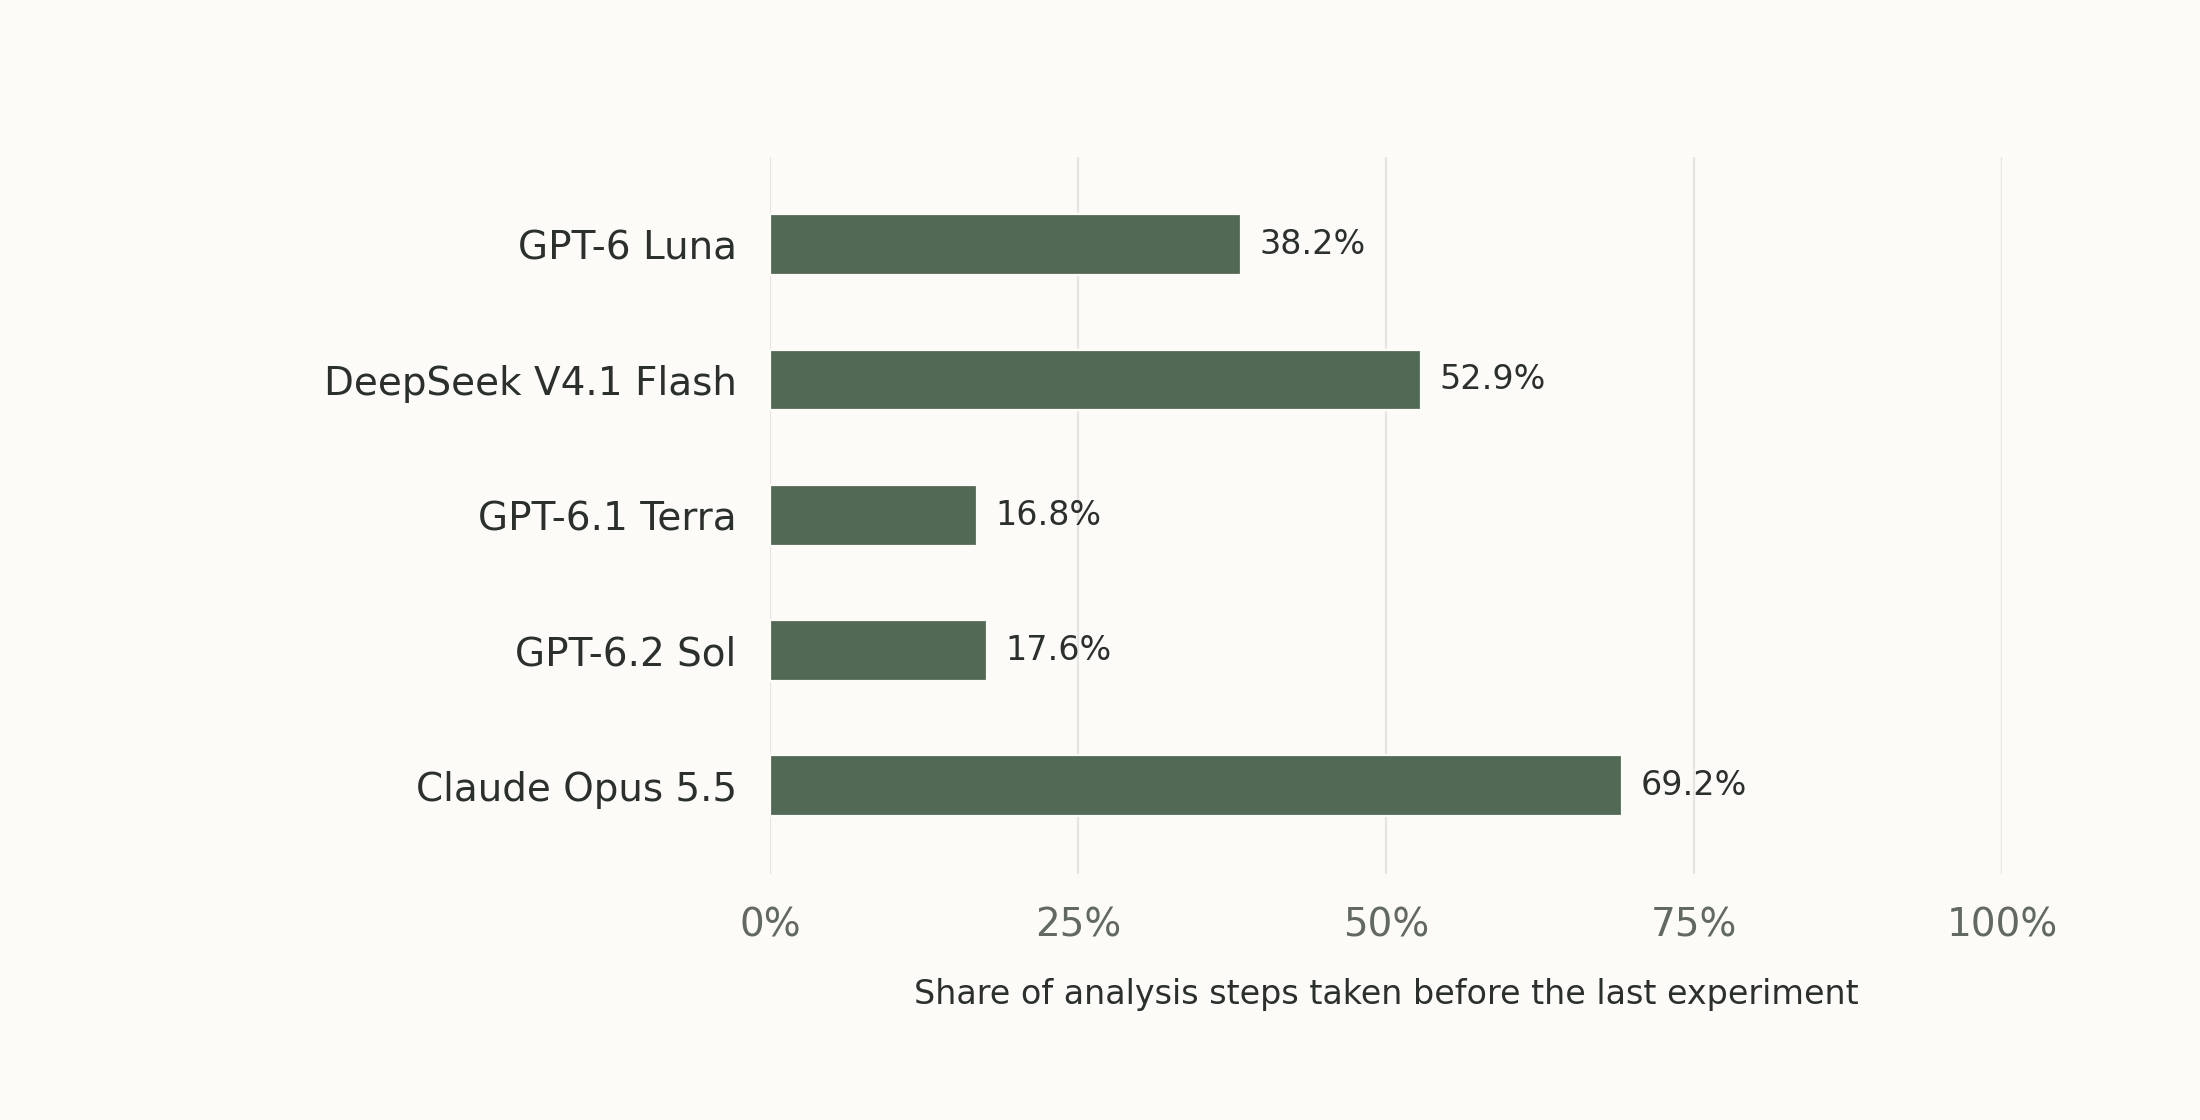 GPT-6 Luna 38.2%
DeepSeek V4.1 Flash 52.9%
GPT-6.1 Terra 16.8%
GPT-6.2 Sol 17.6%
Claude Opus 5.5 69.2%
0% 25% 50% 75% 100%
Share of analysis steps taken before the last experiment